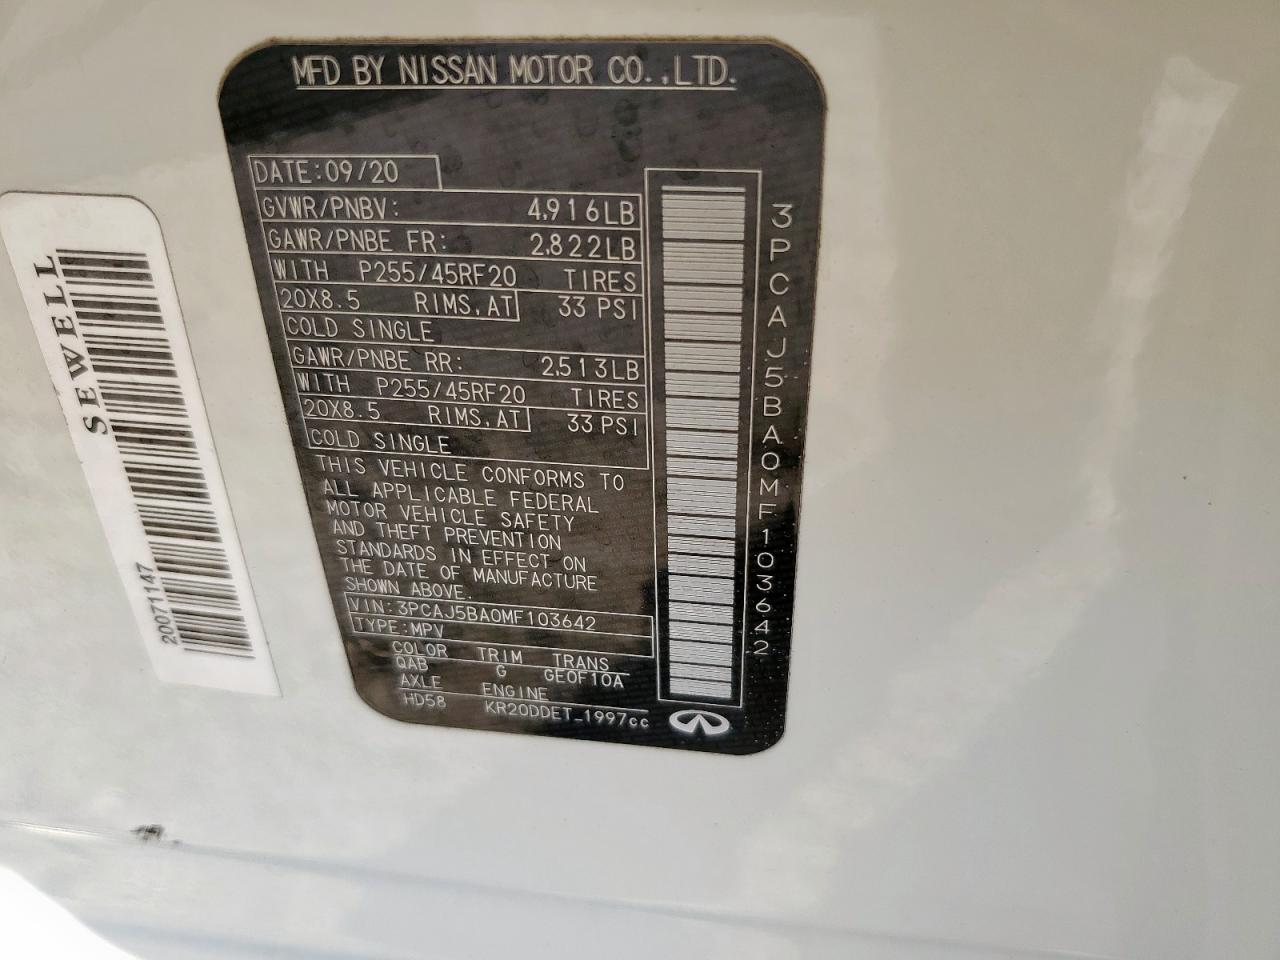 MFD BY NISSAN MOTOR CO.,LTD.
DATE:09/20
GVWR/PNBV: 4,916LB
GAWR/PNBE FR: 2,822LB
WITH P255/45RF20 TIRES
20X8.5 RIMS,AT 33 PSI
COLD SINGLE
GAWR/PNBE RR: 2,513LB
WITH P255/45RF20 TIRES
20X8.5 RIMS,AT 33 PSI
COLD SINGLE
THIS VEHICLE CONFORMS TO
ALL APPLICABLE FEDERAL
MOTOR VEHICLE SAFETY
AND THEFT PREVENTION
STANDARDS IN EFFECT ON
THE DATE OF MANUFACTURE
SHOWN ABOVE.
VIN:3PCAJ5BA0MF103642
TYPE:MPV
COLOR TRIM TRANS
QAB G GE0F10A
AXLE ENGINE
HD58 KR20DDET_1997cc
3PCAJ5BA0MF103642
SEWELL
20071147